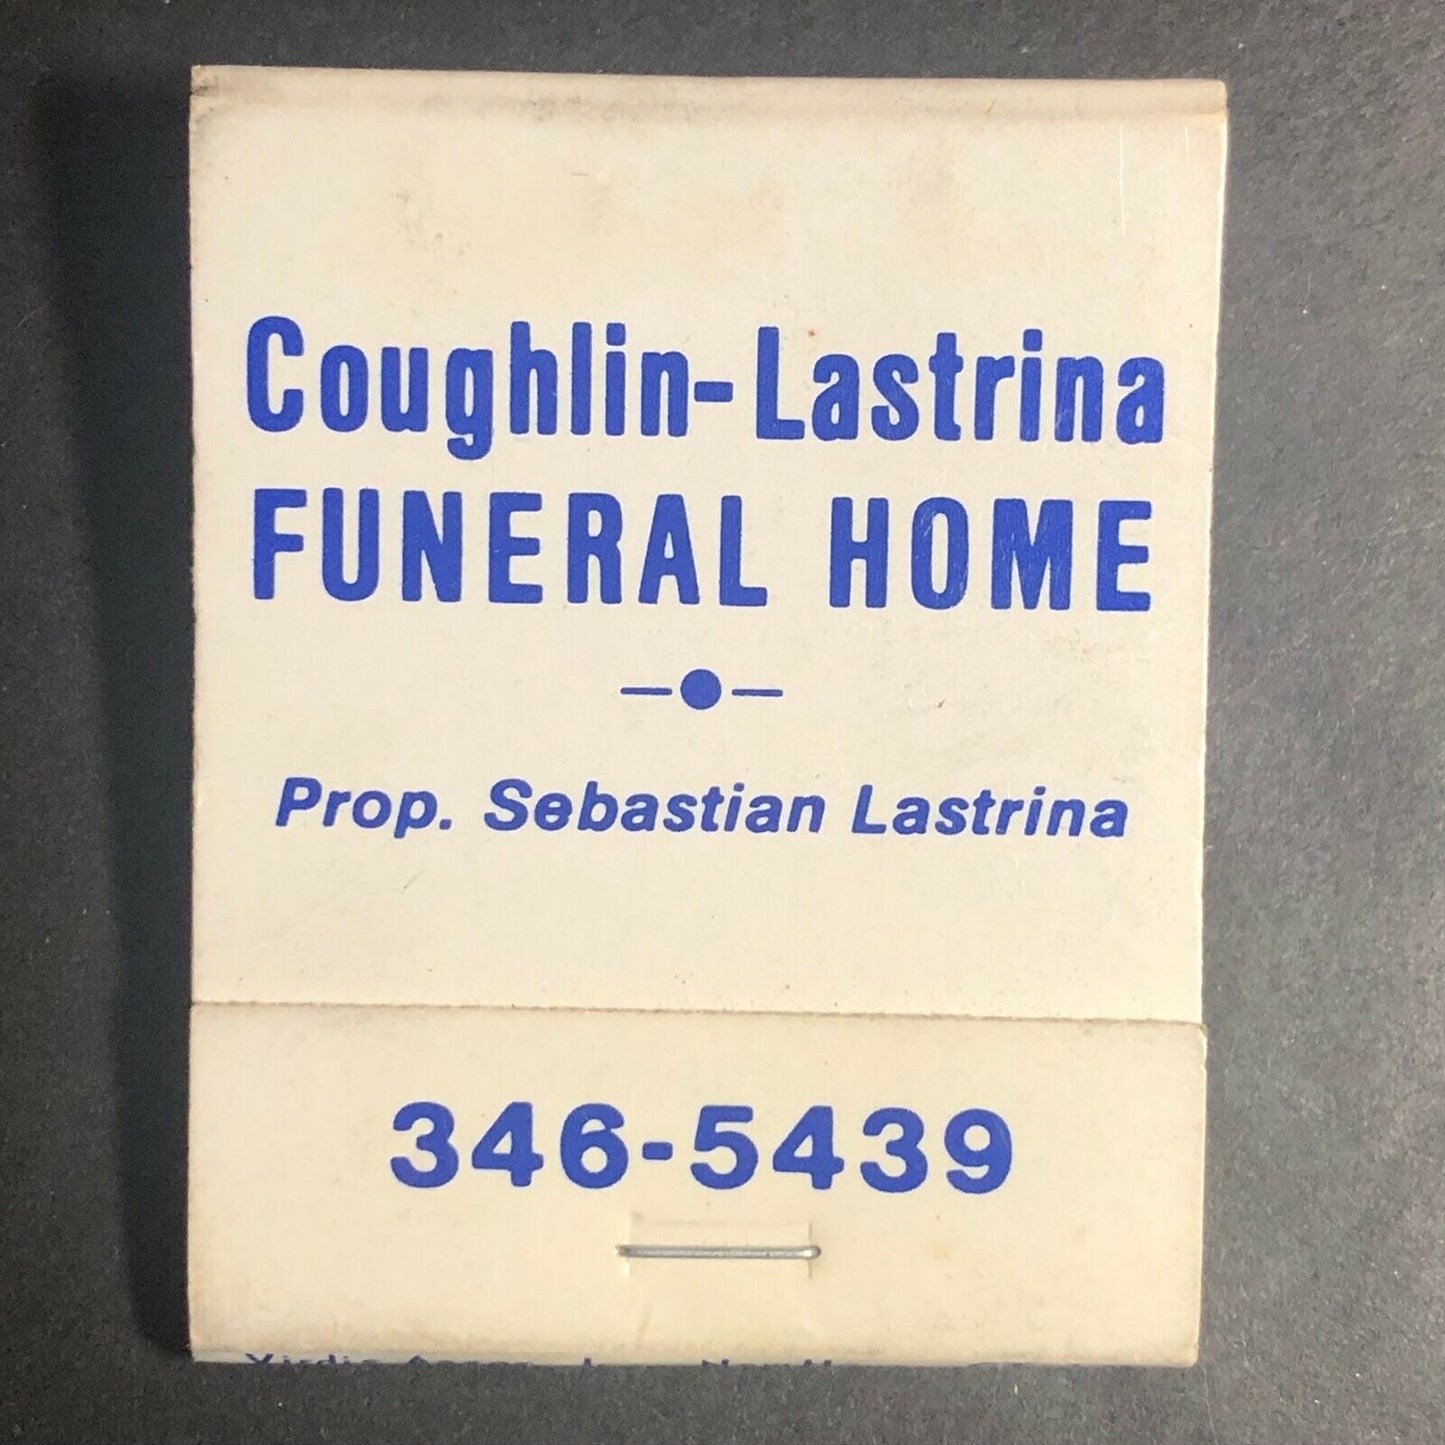 Coughlin-Lastrina
FUNERAL HOME
Prop. Sebastian Lastrina
346-5439